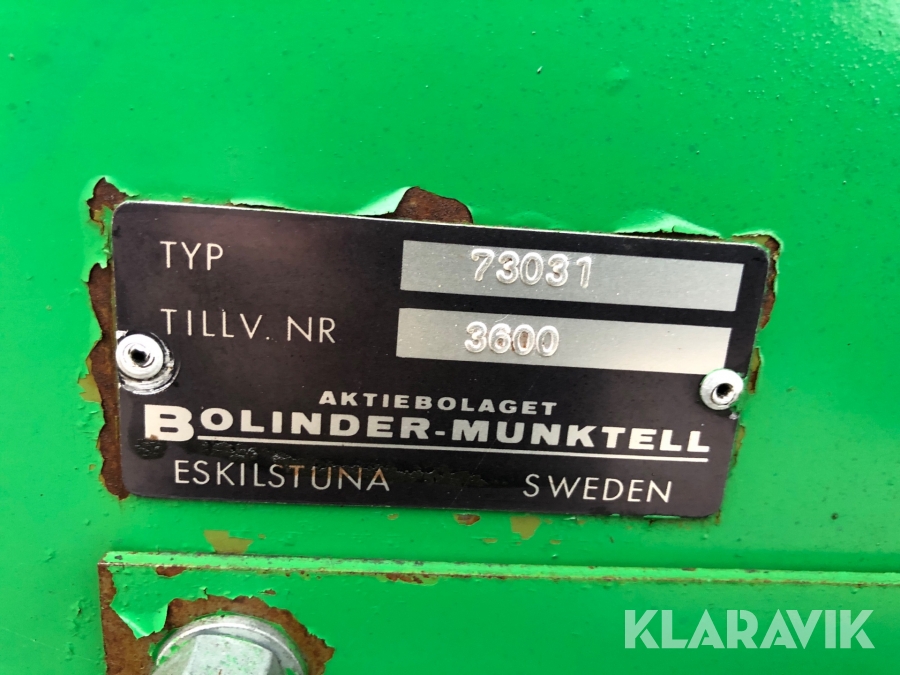 TYP 73031
TILLV. NR 3600
AKTIEBOLAGET
BOLINDER-MUNKTELL
ESKILSTUNA SWEDEN
KLARAVIK